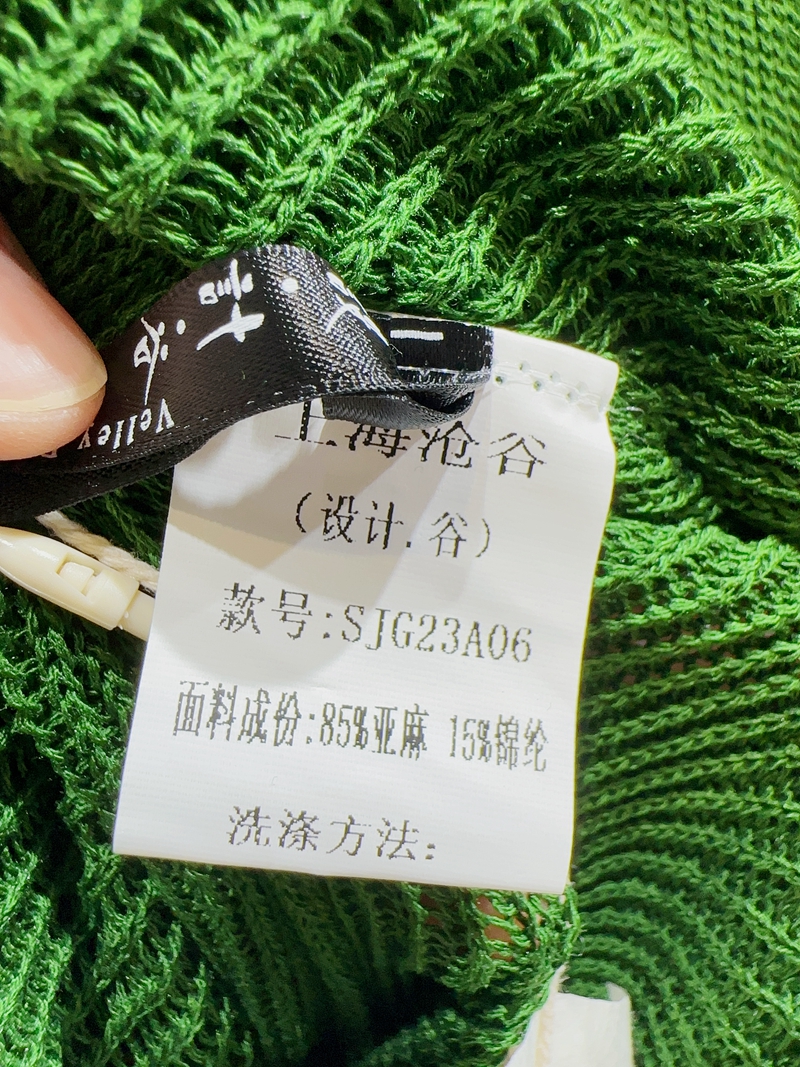 Velley
上海沧谷
(设计.谷)
款号:SJG23A06
面料成份:85%亚麻 15%锦纶
洗涤方法: